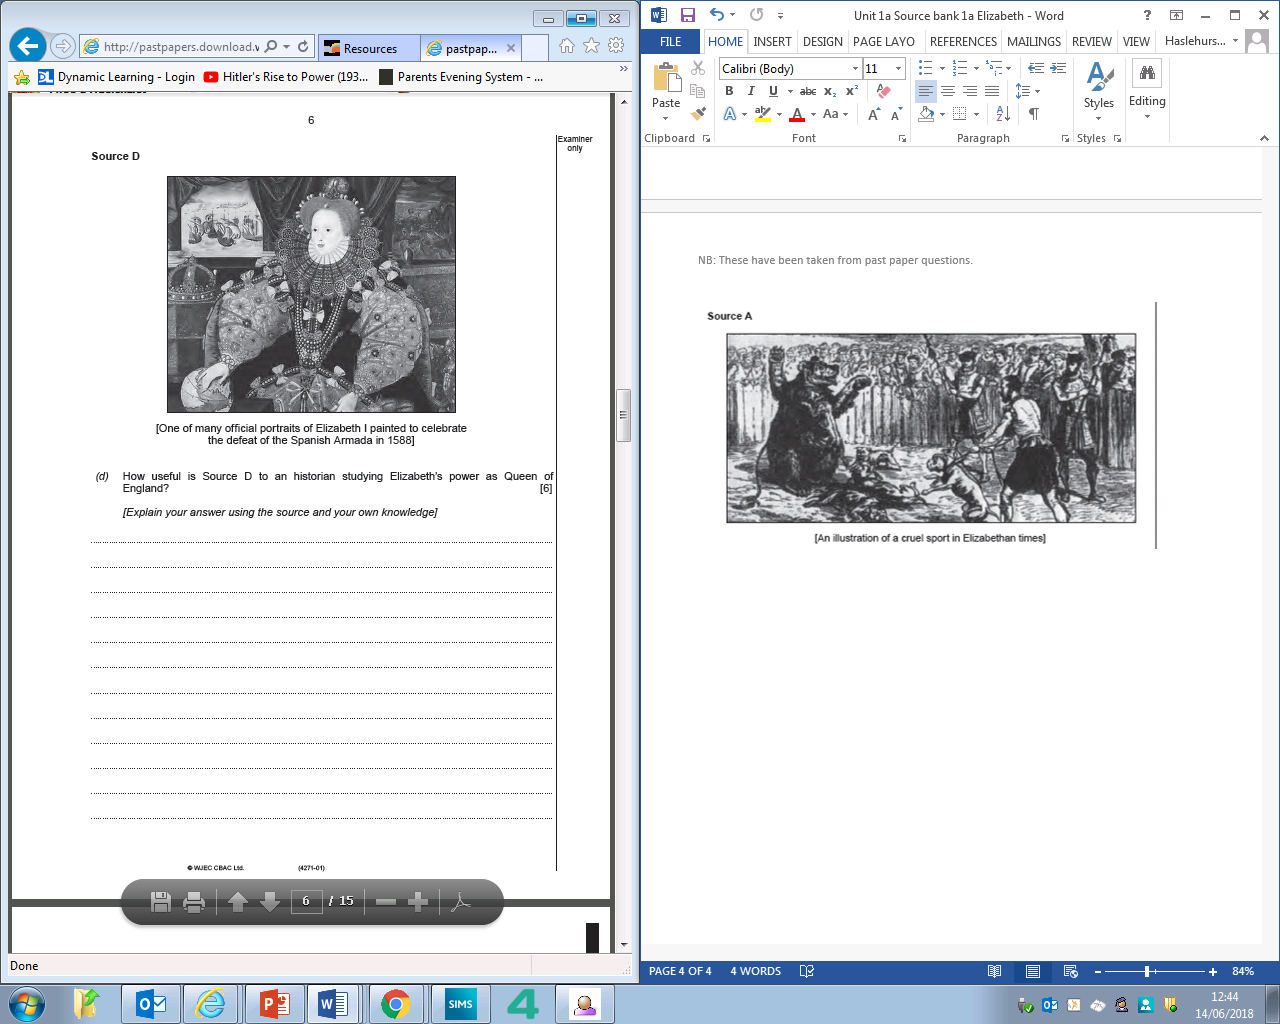 http://pastpapers.download.w
Resources
pastpap...
Dynamic Learning - Login
Hitler's Rise to Power (193...
Parents Evening System - ...
6
Examiner
only
Source D
[One of many official portraits of Elizabeth I painted to celebrate
the defeat of the Spanish Armada in 1588]
(d) How useful is Source D to an historian studying Elizabeth's power as Queen of
England? [6]
[Explain your answer using the source and your own knowledge]
© WJEC CBAC Ltd. (4271-01)
6 / 15
Done
Unit 1a Source bank 1a Elizabeth - Word
FILE HOME INSERT DESIGN PAGE LAYO REFERENCES MAILINGS REVIEW VIEW Haslehurs...
Calibri (Body) 11
Paste
B I U abc x₂ x²
A ab A Aa A A
Styles
Editing
Clipboard Font Paragraph Styles
NB: These have been taken from past paper questions.
Source A
[An illustration of a cruel sport in Elizabethan times]
PAGE 4 OF 4 4 WORDS 84%
SIMS
4
12:44
14/06/2018